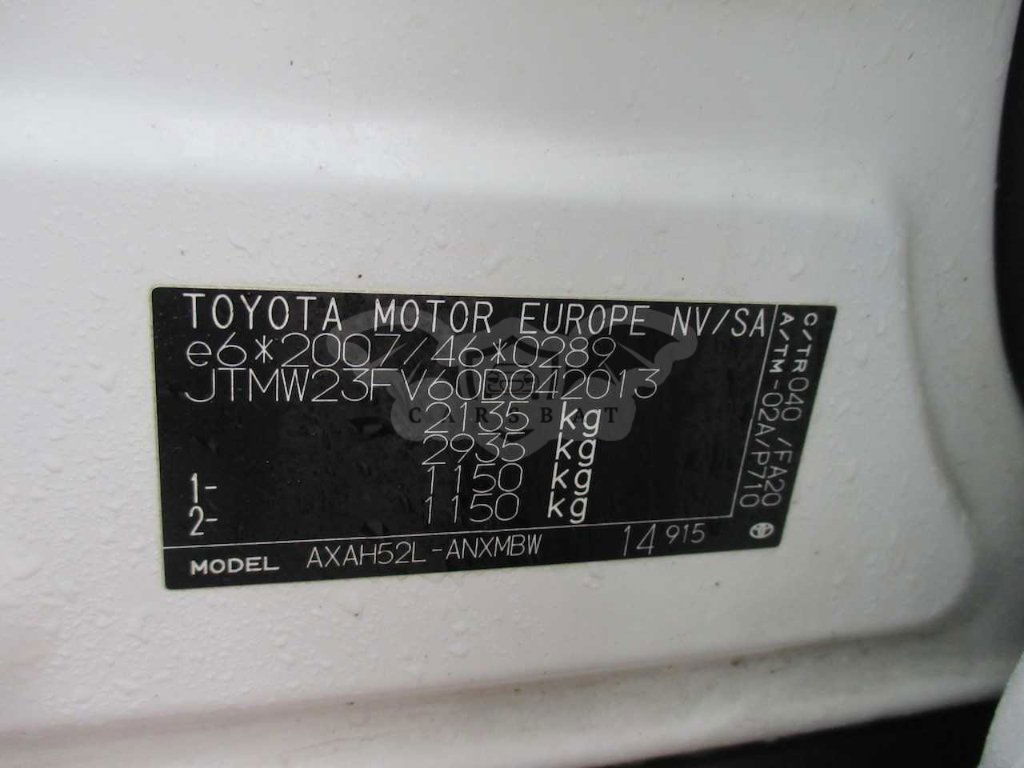 TOYOTA MOTOR EUROPE NV/SA
e6*2007/46*0289
JTMW23FV60D042013
2135 kg
2935 kg
1- 1150 kg
2- 1150 kg
MODEL AXAH52L-ANXMBW 14 915
C/TR 040 /FA20
A/TM-02A/P710
CARSBAT